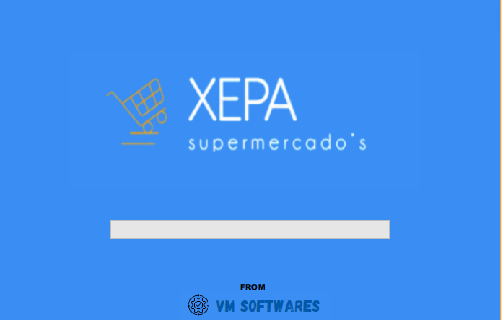 XEPA
supermercado's
FROM
VM SOFTWARES